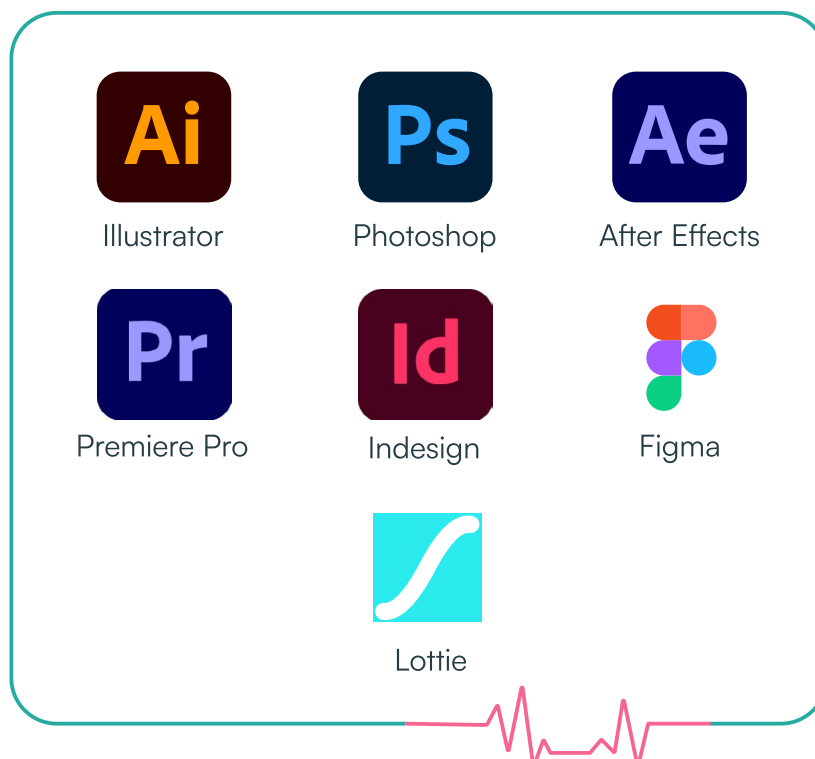 Ai Ps Ae
Illustrator Photoshop After Effects
Pr Id
Premiere Pro Indesign Figma
Lottie